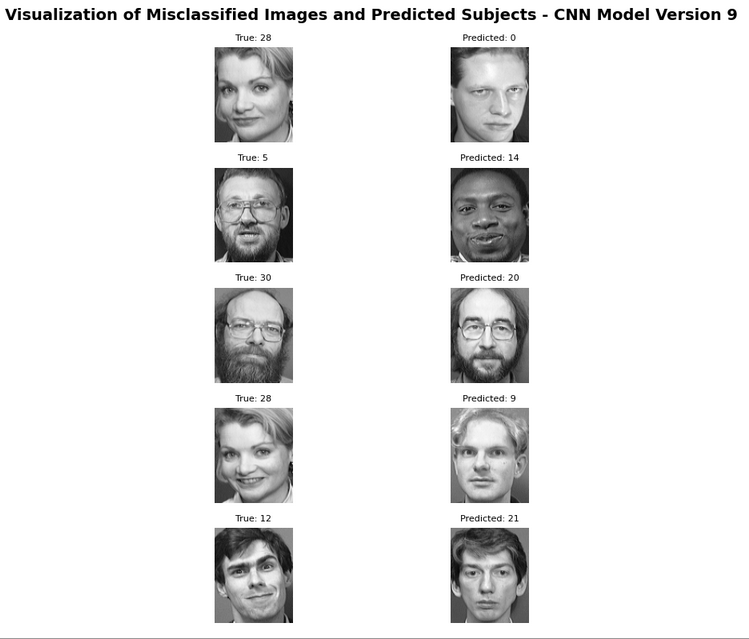 Visualization of Misclassified Images and Predicted Subjects - CNN Model Version 9
True: 28
Predicted: 0
True: 5
Predicted: 14
True: 30
Predicted: 20
True: 28
Predicted: 9
True: 12
Predicted: 21